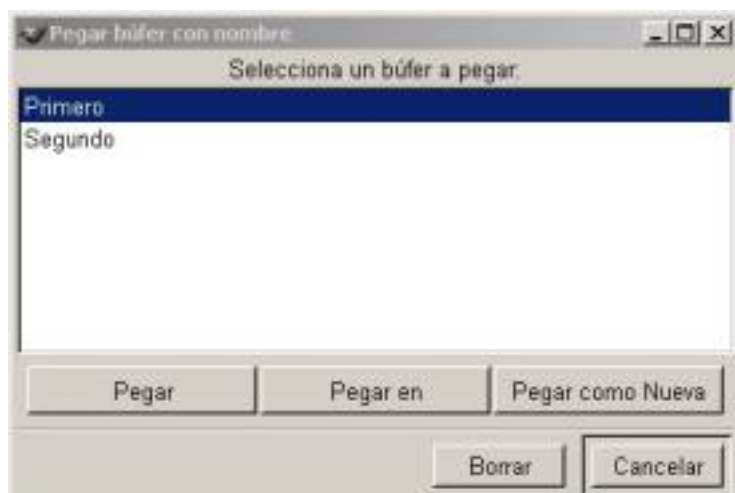 Pegar búfer con nombre
Selecciona un búfer a pegar:
Primero
Segundo
Pegar
Pegar en
Pegar como Nueva
Borrar
Cancelar